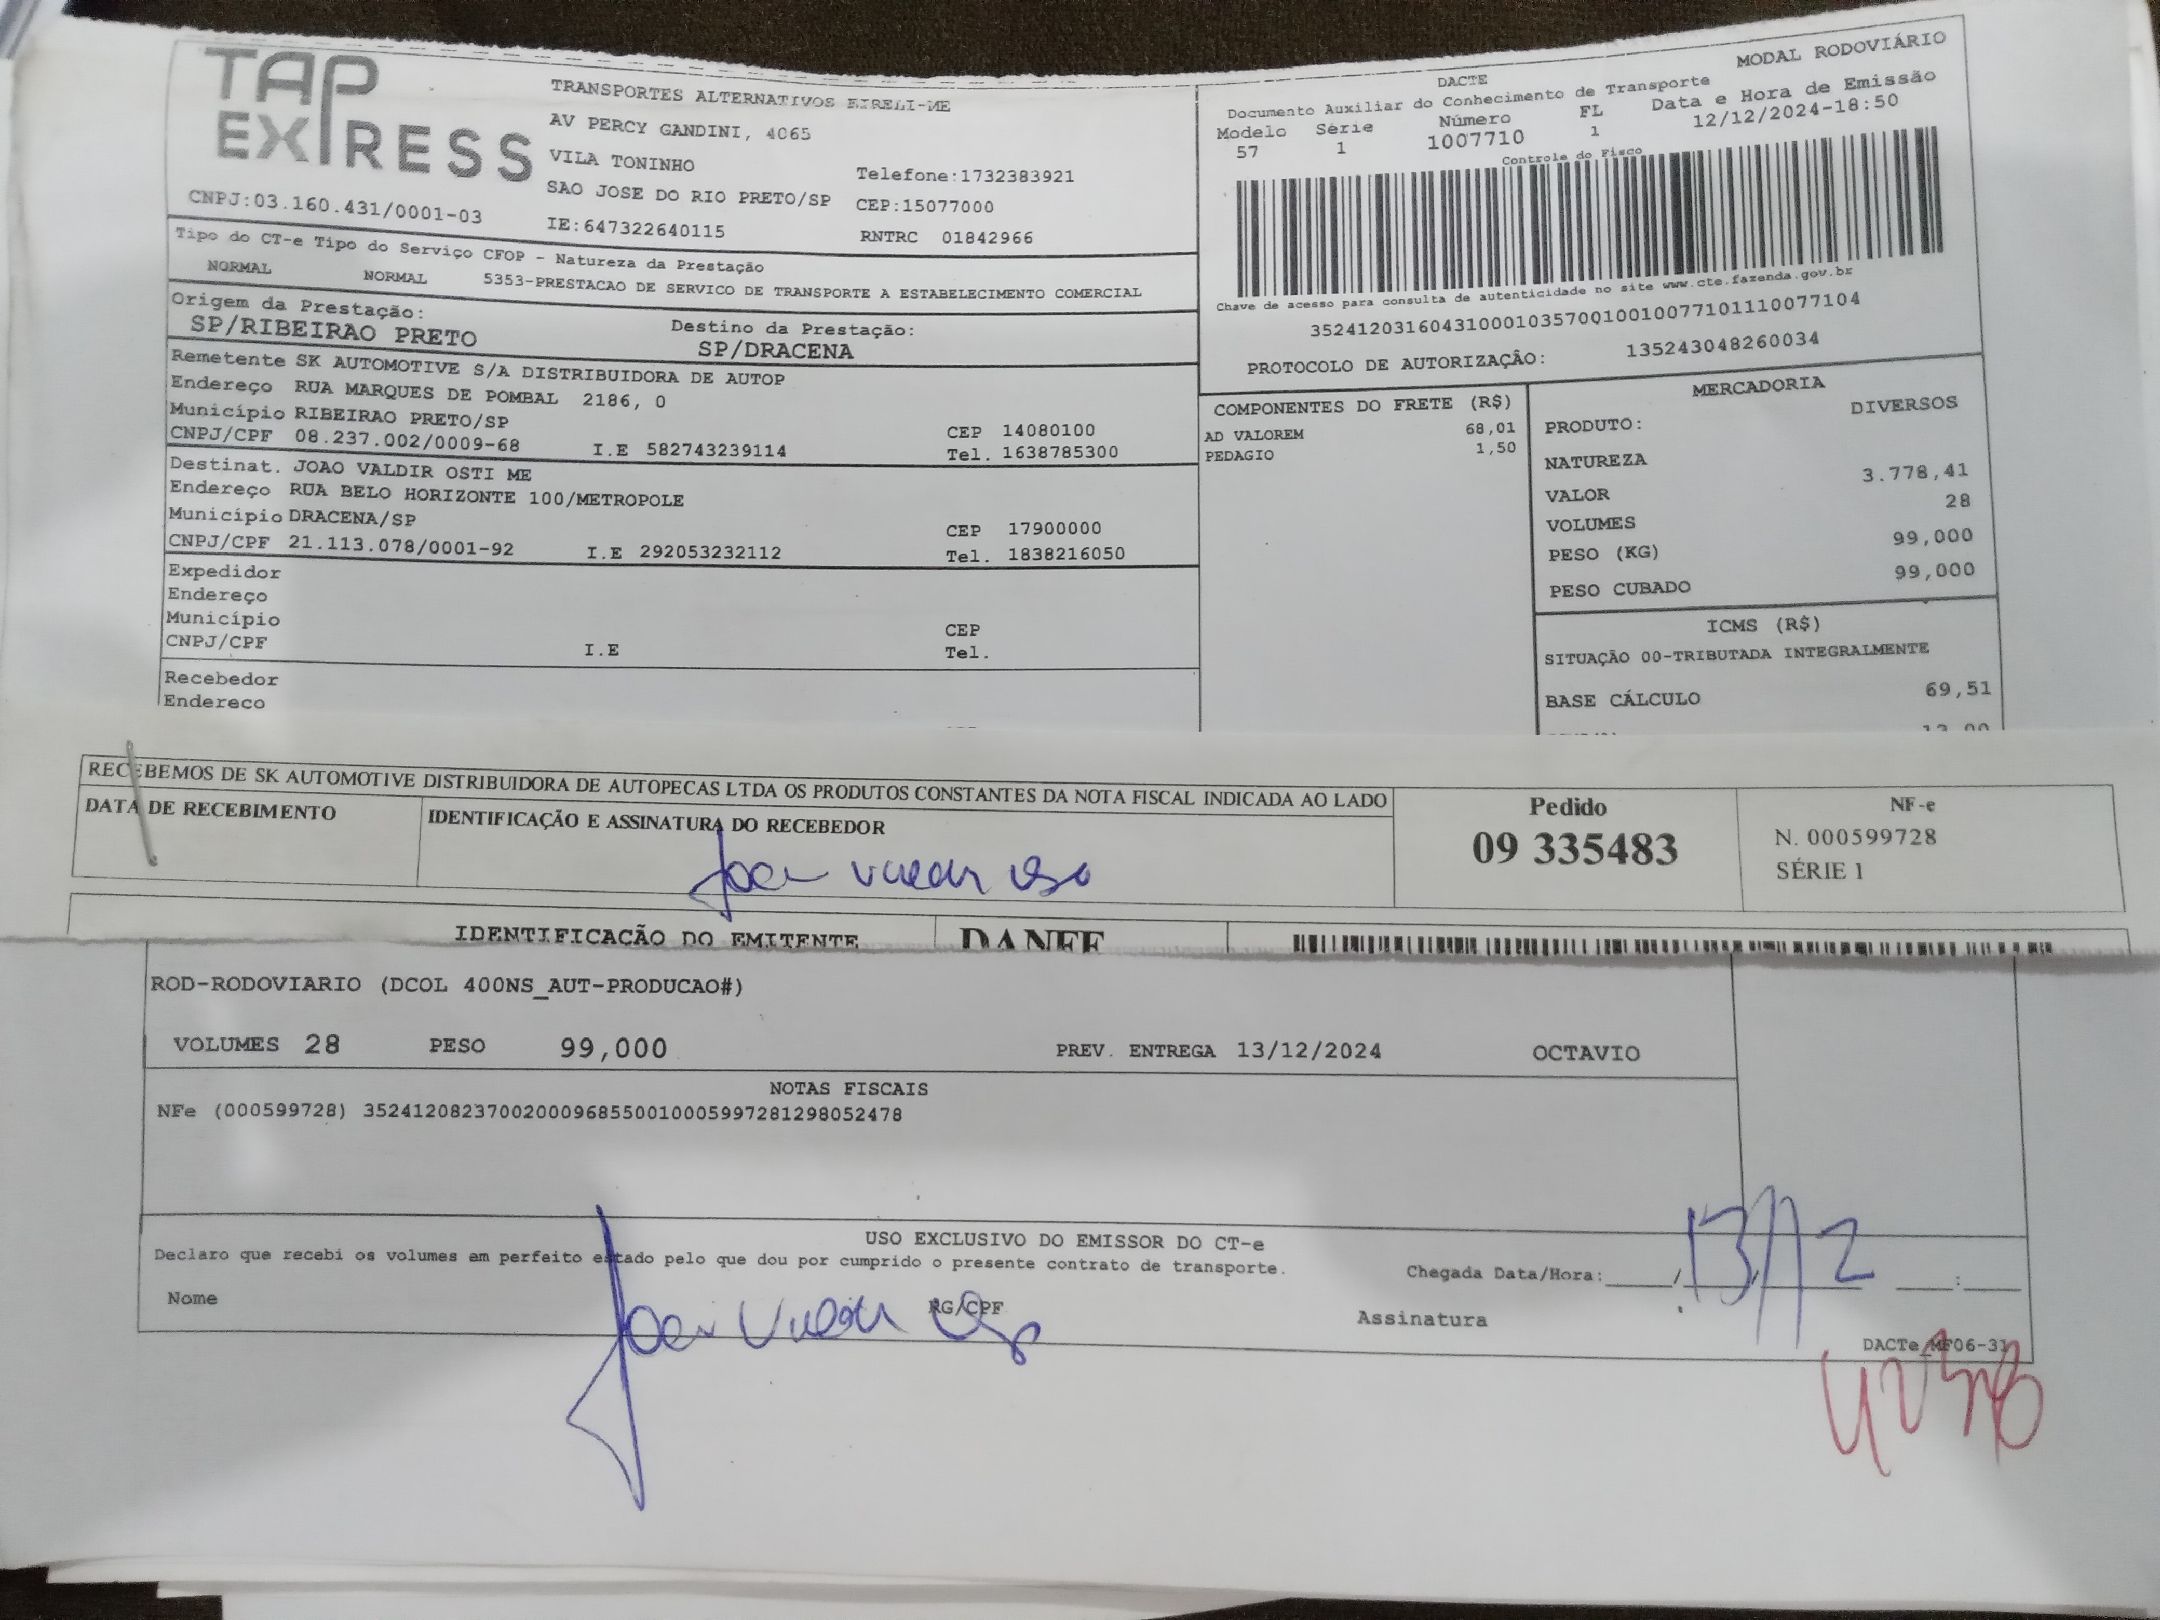 TAP EXPRESS
TRANSPORTES ALTERNATIVOS EIRELI-ME
AV PERCY GANDINI, 4065
VILA TONINHO
Telefone:1732383921
SAO JOSE DO RIO PRETO/SP CEP:15077000
CNPJ:03.160.431/0001-03
IE:647322640115
RNTRC 01842966
Tipo do CT-e Tipo do Serviço CFOP - Natureza da Prestação
NORMAL NORMAL 5353-PRESTACAO DE SERVICO DE TRANSPORTE A ESTABELECIMENTO COMERCIAL
Origem da Prestação:
SP/RIBEIRAO PRETO
Destino da Prestação:
SP/DRACENA
Remetente SK AUTOMOTIVE S/A DISTRIBUIDORA DE AUTOP
Endereço RUA MARQUES DE POMBAL 2186, 0
Município RIBEIRAO PRETO/SP CEP 14080100
CNPJ/CPF 08.237.002/0009-68 I.E 582743239114 Tel. 1638785300
Destinat. JOAO VALDIR OSTI ME
Endereço RUA BELO HORIZONTE 100/METROPOLE
Município DRACENA/SP CEP 17900000
CNPJ/CPF 21.113.078/0001-92 I.E 292053232112 Tel. 1838216050
Expedidor
Endereço
Município CEP
CNPJ/CPF I.E Tel.
Recebedor
Endereco
MODAL RODOVIÁRIO
DACTE
Documento Auxiliar do Conhecimento de Transporte
Modelo Série Número FL Data e Hora de Emissão
57 1 1007710 1 12/12/2024-18:50
Controle do Fisco
Chave de acesso para consulta de autenticidade no site www.cte.fazenda.gov.br
35241203160431000103570010010077101110077104
PROTOCOLO DE AUTORIZAÇÃO: 135243048260034
COMPONENTES DO FRETE (R$)
AD VALOREM 68,01
PEDAGIO 1,50
MERCADORIA
PRODUTO: DIVERSOS
NATUREZA
VALOR 3.778,41
VOLUMES 28
PESO (KG) 99,000
PESO CUBADO 99,000
ICMS (R$)
SITUAÇÃO 00-TRIBUTADA INTEGRALMENTE
BASE CÁLCULO 69,51
RECEBEMOS DE SK AUTOMOTIVE DISTRIBUIDORA DE AUTOPECAS LTDA OS PRODUTOS CONSTANTES DA NOTA FISCAL INDICADA AO LADO
DATA DE RECEBIMENTO
IDENTIFICAÇÃO E ASSINATURA DO RECEBEDOR
Pedido
09 335483
NF-e
N. 000599728
SÉRIE 1
IDENTIFICAÇÃO DO EMITENTE DANFE
ROD-RODOVIARIO (DCOL 400NS_AUT-PRODUCAO#)
VOLUMES 28 PESO 99,000 PREV. ENTREGA 13/12/2024 OCTAVIO
NOTAS FISCAIS
NFe (000599728) 35241208237002000968550010005997281298052478
USO EXCLUSIVO DO EMISSOR DO CT-e
Declaro que recebi os volumes em perfeito estado pelo que dou por cumprido o presente contrato de transporte.
Chegada Data/Hora: 13/12
Nome RG/CPF Assinatura
DACTe_MF06-31